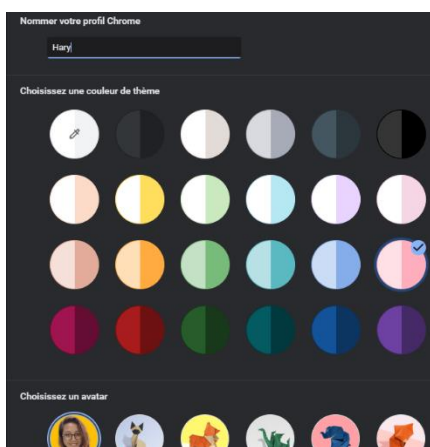 Nommer votre profil Chrome
Hary
Choisissez une couleur de thème
Choisissez un avatar